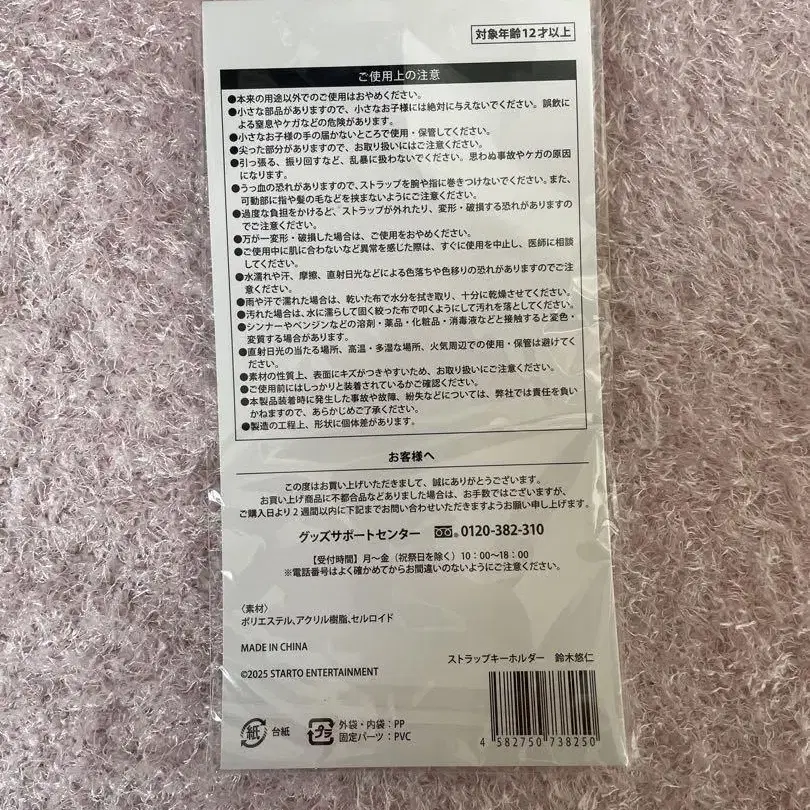 対象年齢12才以上
ご使用上の注意
●本来の用途以外でのご使用はおやめください。
●小さな部品がありますので、小さなお子様には絶対に与えないでください。誤飲に
よる窒息やケガなどの危険があります。
●小さなお子様の手の届かないところで使用・保管してください。
●尖った部分がありますので、お取り扱いにはご注意ください。
●引っ張る、振り回すなど、乱暴に扱わないでください。思わぬ事故やケガの原因
になります。
●うっ血の恐れがありますので、ストラップを腕や指に巻きつけないでください。また、
可動部に指や髪の毛などを挟まないようにご注意ください。
●過度な負担をかけると、ストラップが外れたり、変形・破損する恐れがありますの
でご注意ください。
●万が一変形・破損した場合は、ご使用をおやめください。
●ご使用中に肌に合わないなど異常を感じた際は、すぐに使用を中止し、医師に相談
してください。
●水濡れや汗、摩擦、直射日光などによる色落ちや色移りの恐れがありますのでご注
意ください。
●雨や汗で濡れた場合は、乾いた布で水分を拭き取り、十分に乾燥させてください。
●汚れた場合は、水に濡らして固く絞った布で叩くようにして汚れを落としてください。
●シンナーやベンジンなどの溶剤・薬品・化粧品・消毒液などと接触すると変色・
変質する場合があります。
●直射日光の当たる場所、高温・多湿な場所、火気周辺での使用・保管は避けてく
ださい。
●素材の性質上、表面にキズがつきやすいため、お取り扱いにご注意ください。
●ご使用前にはしっかりと装着されているかご確認ください。
●本製品装着時に発生した事故や故障、紛失などについては、弊社では責任を負い
かねますので、あらかじめご了承ください。
●製造の工程上、形状に個体差があります。
お客様へ
この度はお買い上げいただきまして、誠にありがとうございます。
お買い上げ商品に不都合品などありました場合は、お手数ではございますが、
ご購入日より2週間以内に下記までお問い合わせいただきますようお願い申し上げます。
グッズサポートセンター 0120-382-310
【受付時間】月〜金（祝祭日を除く）10：00〜18：00
※電話番号はよく確かめてからお間違いのないようにご注意ください。
〈素材〉
ポリエステル、アクリル樹脂、セルロイド
MADE IN CHINA
©2025 STARTO ENTERTAINMENT
ストラップキーホルダー 鈴木悠仁
紙 台紙
プラ 外袋・内袋：PP
固定パーツ：PVC
4 582750 738250